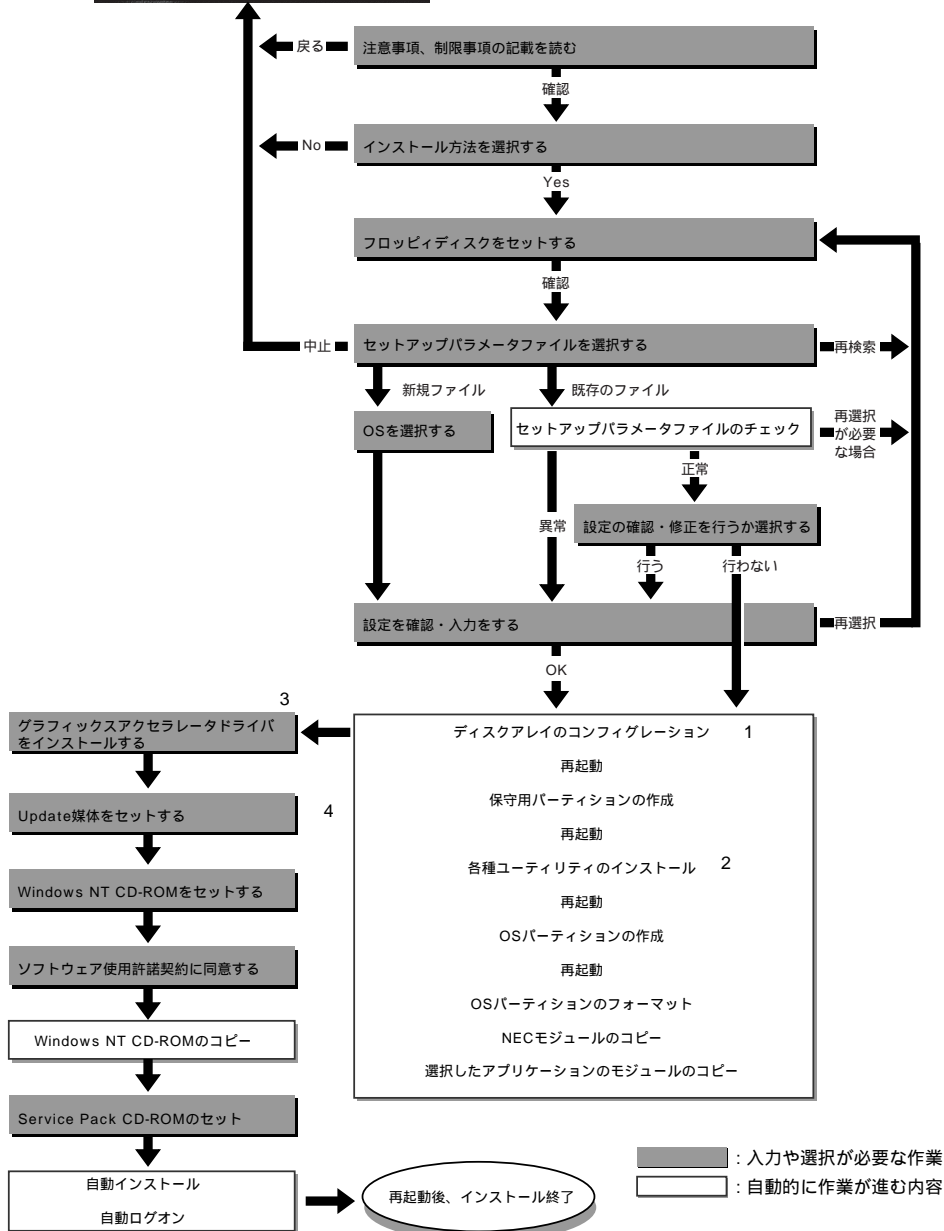 戻る
注意事項、制限事項の記載を読む
確認
No
インストール方法を選択する
Yes
フロッピィディスクをセットする
確認
中止
セットアップパラメータファイルを選択する
再検索
新規ファイル
既存のファイル
OSを選択する
セットアップパラメータファイルのチェック
再選択
が必要
な場合
正常
異常
設定の確認・修正を行うか選択する
行う
行わない
設定を確認・入力をする
再選択
OK
3
グラフィックスアクセラレータドライバ
をインストールする
ディスクアレイのコンフィグレーション 1
再起動
保守用パーティションの作成
Update媒体をセットする
4
再起動
各種ユーティリティのインストール 2
Windows NT CD-ROMをセットする
再起動
OSパーティションの作成
ソフトウェア使用許諾契約に同意する
再起動
OSパーティションのフォーマット
Windows NT CD-ROMのコピー
NECモジュールのコピー
選択したアプリケーションのモジュールのコピー
Service Pack CD-ROMのセット
自動インストール
自動ログオン
再起動後、インストール終了
：入力や選択が必要な作業
：自動的に作業が進む内容